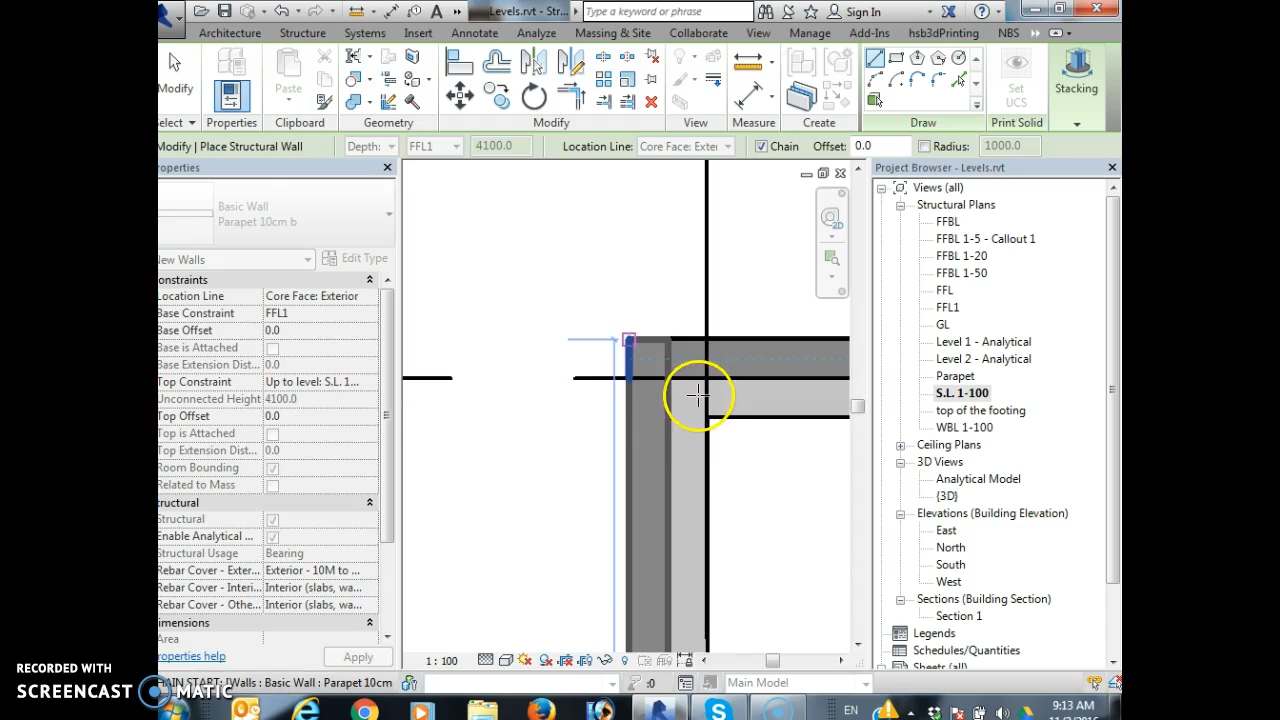 Levels.rvt - Str...
Type a keyword or phrase
Sign In
Architecture
Structure
Systems
Insert
Annotate
Analyze
Massing & Site
Collaborate
View
Manage
Add-Ins
hsb3dPrinting
NBS
Modify
Paste
Set
UCS
Stacking
Select
Properties
Clipboard
Geometry
Modify
View
Measure
Create
Draw
Print Solid
Modify | Place Structural Wall
Depth:
FFL1
4100.0
Location Line:
Core Face: Exter
Chain
Offset:
0.0
Radius:
1000.0
roperties
Basic Wall
Parapet 10cm b
New Walls
Edit Type
onstraints
Location Line
Core Face: Exterior
Base Constraint
FFL1
Base Offset
0.0
Base is Attached
Base Extension Dist...
0.0
Top Constraint
Up to level: S.L. 1...
Unconnected Height
4100.0
Top Offset
0.0
Top is Attached
Top Extension Dist...
0.0
Room Bounding
Related to Mass
tructural
Structural
Enable Analytical ...
Structural Usage
Bearing
Rebar Cover - Exter...
Exterior - 10M to ...
Rebar Cover - Interi...
Interior (slabs, wa...
Rebar Cover - Othe...
Interior (slabs, wa...
imensions
Area
roperties help
Apply
2D
1 : 100
Project Browser - Levels.rvt
Views (all)
Structural Plans
FFBL
FFBL 1-5 - Callout 1
FFBL 1-20
FFBL 1-50
FFL
FFL1
GL
Level 1 - Analytical
Level 2 - Analytical
Parapet
S.L. 1-100
top of the footing
WBL 1-100
Ceiling Plans
3D Views
Analytical Model
{3D}
Elevations (Building Elevation)
East
North
South
West
Sections (Building Section)
Section 1
Legends
Schedules/Quantities
Sheets (all)
HAIN START: (Walls : Basic Wall : Parapet 10cm
:0
Main Model
RECORDED WITH
SCREENCAST MATIC
EN
9:13 AM